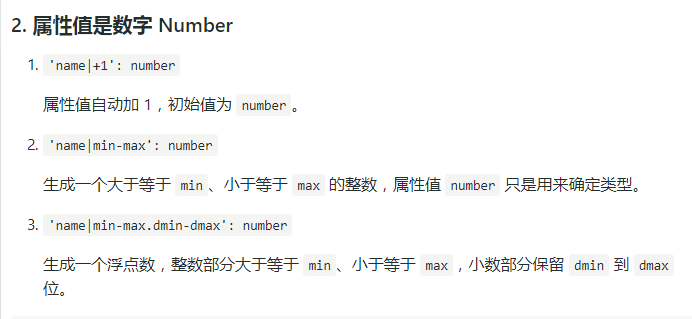 2. 属性值是数字 Number
1. 'name|+1': number
属性值自动加 1，初始值为 number。
2. 'name|min-max': number
生成一个大于等于 min、小于等于 max 的整数，属性值 number 只是用来确定类型。
3. 'name|min-max.dmin-dmax': number
生成一个浮点数，整数部分大于等于 min、小于等于 max，小数部分保留 dmin 到 dmax
位。